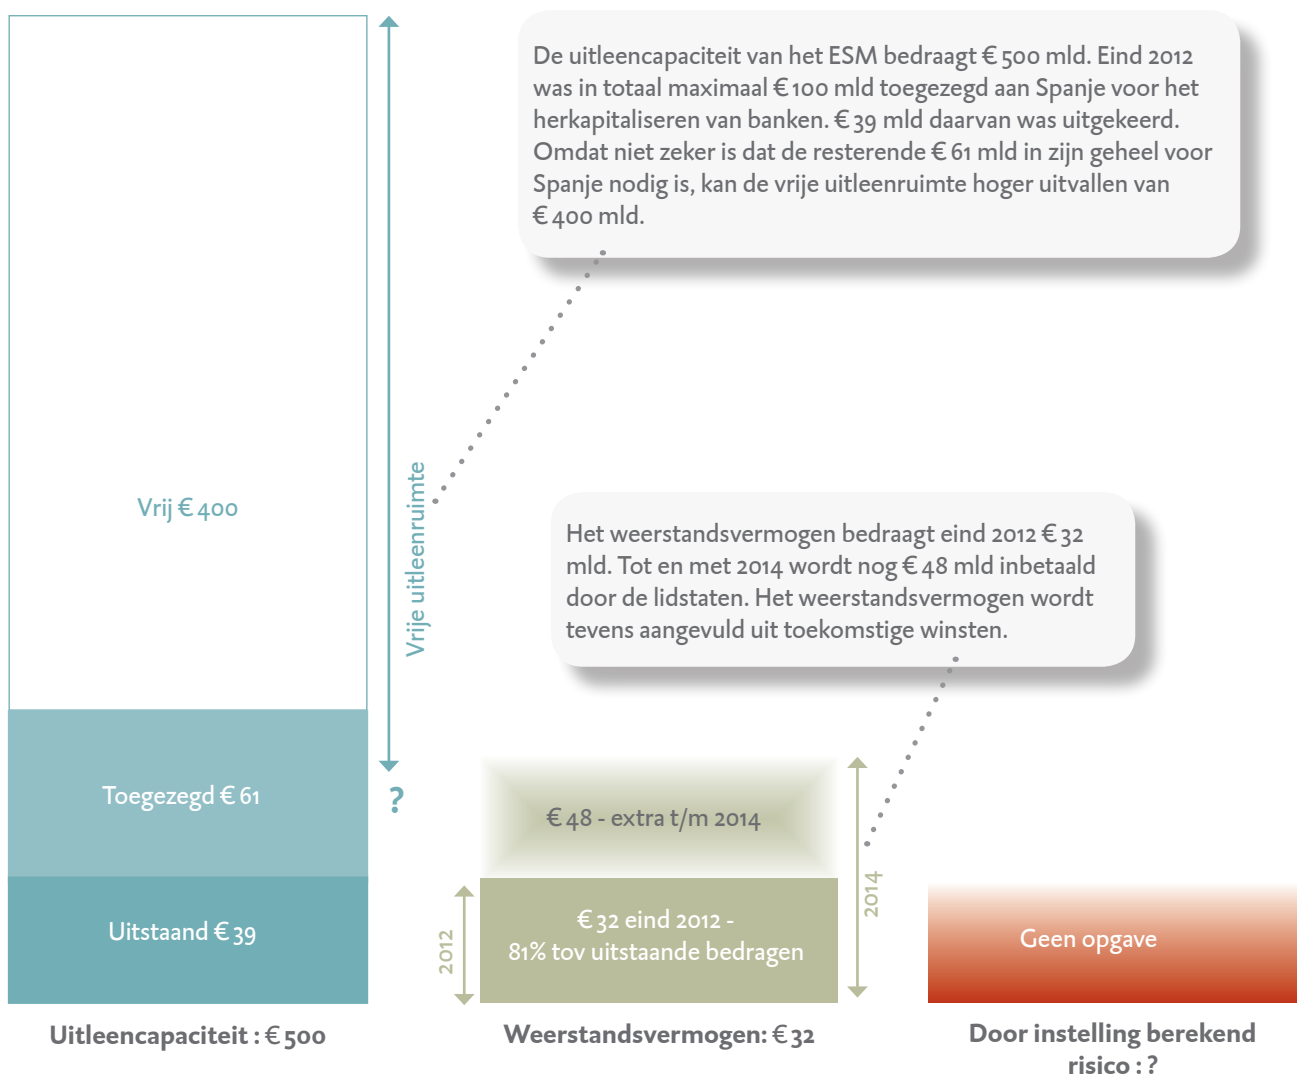 De uitleencapaciteit van het ESM bedraagt € 500 mld. Eind 2012
was in totaal maximaal € 100 mld toegezegd aan Spanje voor het
herkapitaliseren van banken. € 39 mld daarvan was uitgekeerd.
Omdat niet zeker is dat de resterende € 61 mld in zijn geheel voor
Spanje nodig is, kan de vrije uitleenruimte hoger uitvallen van
€ 400 mld.
Vrij € 400
Vrije uitleenruimte
Het weerstandsvermogen bedraagt eind 2012 € 32
mld. Tot en met 2014 wordt nog € 48 mld inbetaald
door de lidstaten. Het weerstandsvermogen wordt
tevens aangevuld uit toekomstige winsten.
Toegezegd € 61
?
€ 48 - extra t/m 2014
2014
Uitstaand € 39
2012
€ 32 eind 2012 -
81% tov uitstaande bedragen
Geen opgave
Uitleencapaciteit : € 500
Weerstandsvermogen: € 32
Door instelling berekend
risico : ?